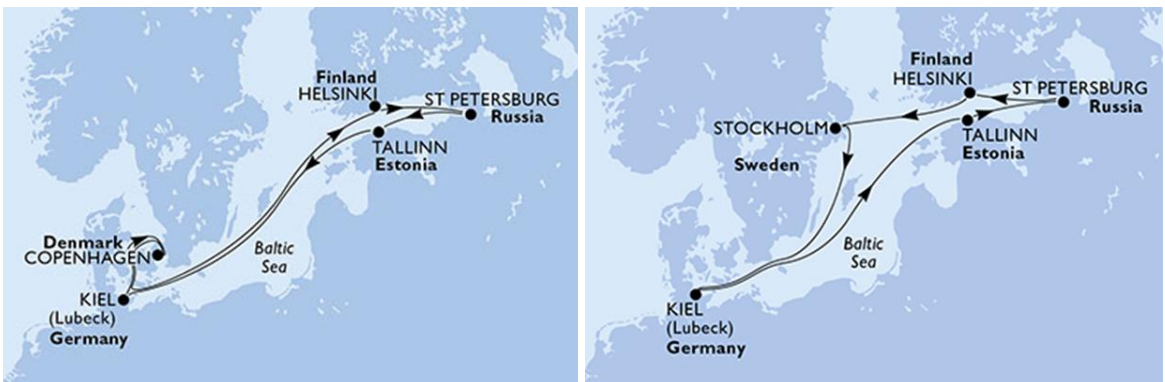 Finland
HELSINKI
ST PETERSBURG
Russia
TALLINN
Estonia
Denmark
COPENHAGEN
Baltic
Sea
KIEL
(Lubeck)
Germany
Finland
HELSINKI
ST PETERSBURG
Russia
STOCKHOLM
TALLINN
Estonia
Sweden
Baltic
Sea
KIEL
(Lubeck)
Germany